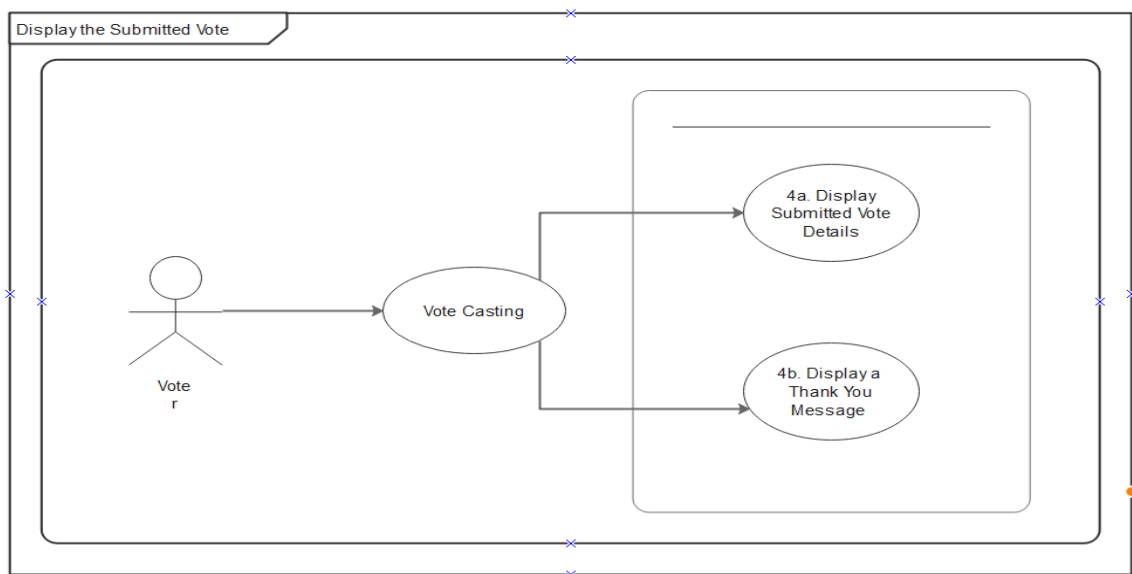 Display the Submitted Vote
4a. Display
Submitted Vote
Details
Vote Casting
4b. Display a
Thank You
Message
Vote
r